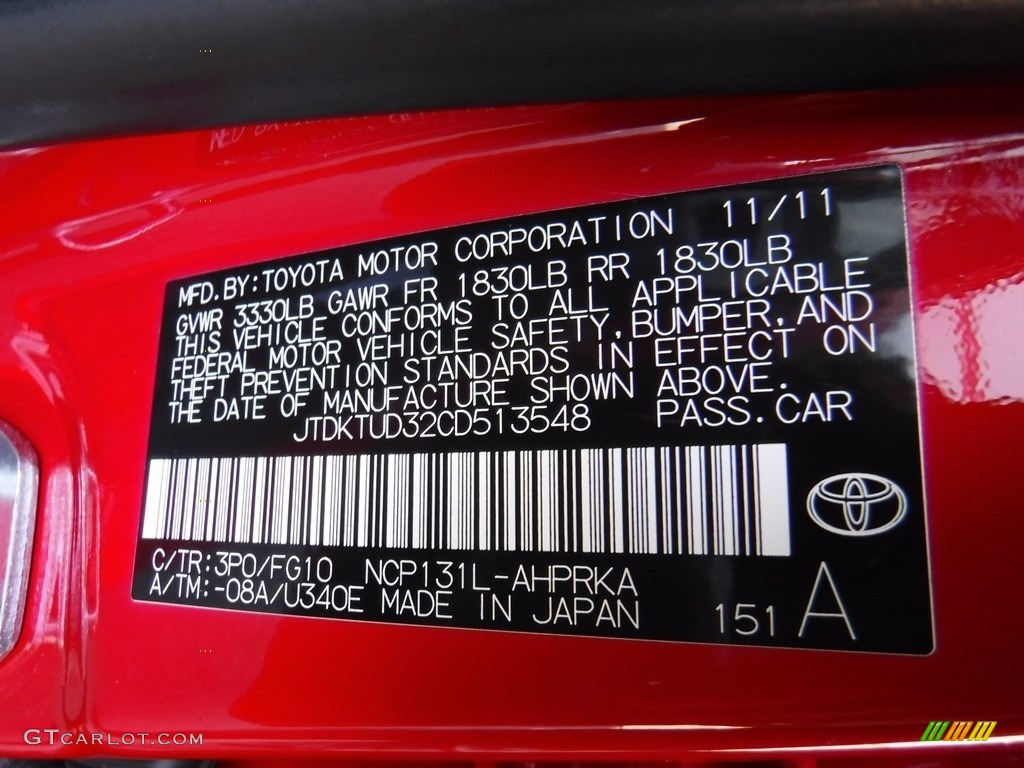 MFD.BY:TOYOTA MOTOR CORPORATION 11/11
GVWR 3330LB GAWR FR 1830LB RR 1830LB
THIS VEHICLE CONFORMS TO ALL APPLICABLE
FEDERAL MOTOR VEHICLE SAFETY,BUMPER,AND
THEFT PREVENTION STANDARDS IN EFFECT ON
THE DATE OF MANUFACTURE SHOWN ABOVE.
JTDKTUD32CD513548 PASS.CAR
C/TR:3P0/FG10 NCP131L-AHPRKA
A/TM:-08A/U340E MADE IN JAPAN 151 A
GTCARLOT.COM